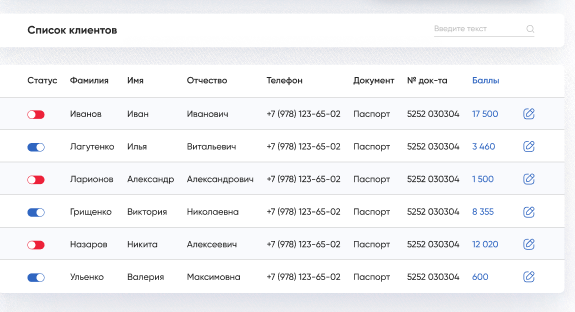 Список клиентов
Введите текст
Статус Фамилия Имя Отчество Телефон Документ № док-та Баллы
Иванов Иван Иванович +7 (978) 123-65-02 Паспорт 5252 030304 17 500
Лагутенко Илья Витальевич +7 (978) 123-65-02 Паспорт 5252 030304 3 460
Ларионов Александр Александрович +7 (978) 123-65-02 Паспорт 5252 030304 1 500
Грищенко Виктория Николаевна +7 (978) 123-65-02 Паспорт 5252 030304 8 355
Назаров Никита Алексеевич +7 (978) 123-65-02 Паспорт 5252 030304 12 020
Ульенко Валерия Максимовна +7 (978) 123-65-02 Паспорт 5252 030304 600